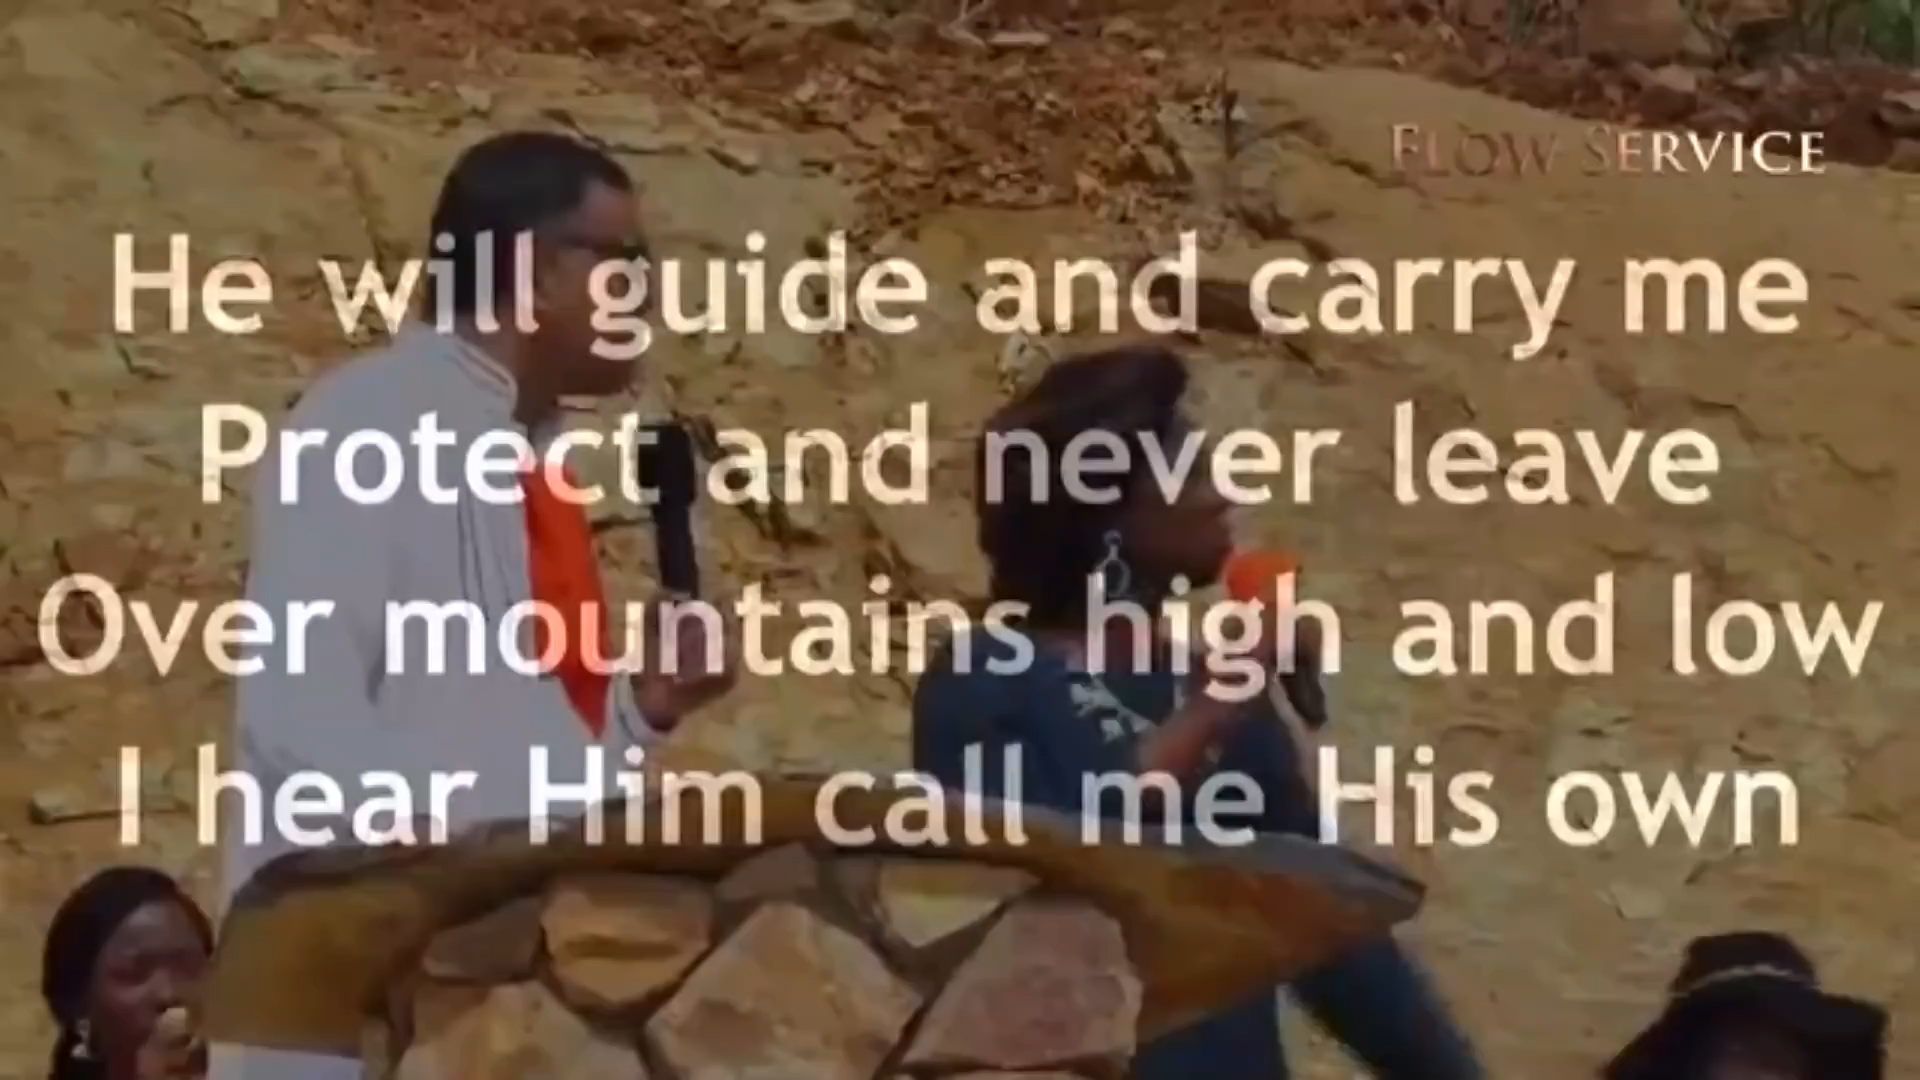 FLOW SERVICE
He will guide and carry me
Protect and never leave
Over mountains high and low
I hear Him call me His own